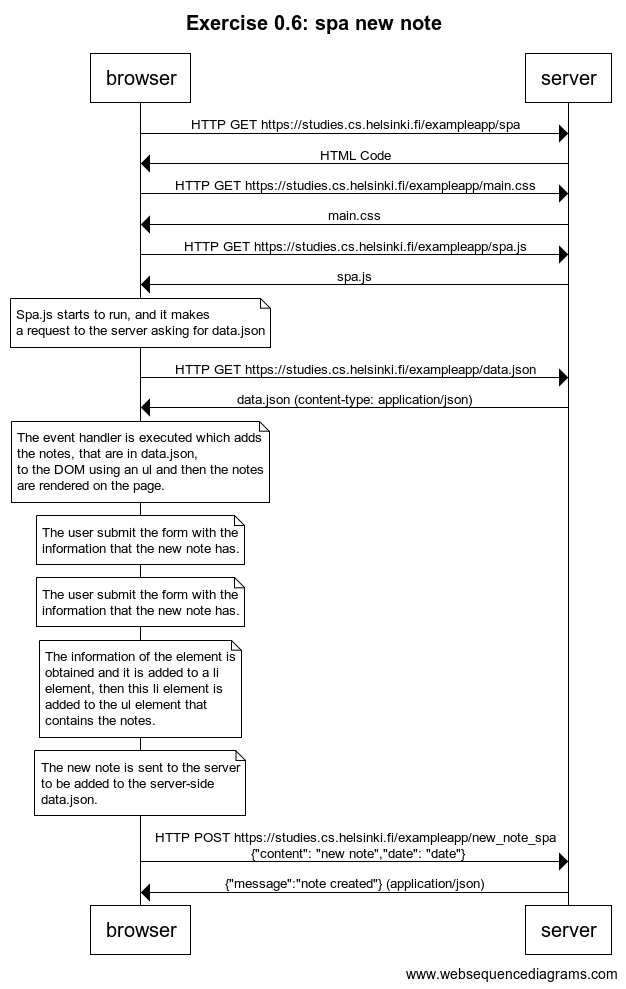 Exercise 0.6: spa new note
browser
server
HTTP GET https://studies.cs.helsinki.fi/exampleapp/spa
HTML Code
HTTP GET https://studies.cs.helsinki.fi/exampleapp/main.css
main.css
HTTP GET https://studies.cs.helsinki.fi/exampleapp/spa.js
spa.js
Spa.js starts to run, and it makes
a request to the server asking for data.json
HTTP GET https://studies.cs.helsinki.fi/exampleapp/data.json
data.json (content-type: application/json)
The event handler is executed which adds
the notes, that are in data.json,
to the DOM using an ul and then the notes
are rendered on the page.
The user submit the form with the
information that the new note has.
The user submit the form with the
information that the new note has.
The information of the element is
obtained and it is added to a li
element, then this li element is
added to the ul element that
contains the notes.
The new note is sent to the server
to be added to the server-side
data.json.
HTTP POST https://studies.cs.helsinki.fi/exampleapp/new_note_spa
{"content": "new note","date": "date"}
{"message":"note created"} (application/json)
browser
server
www.websequencediagrams.com